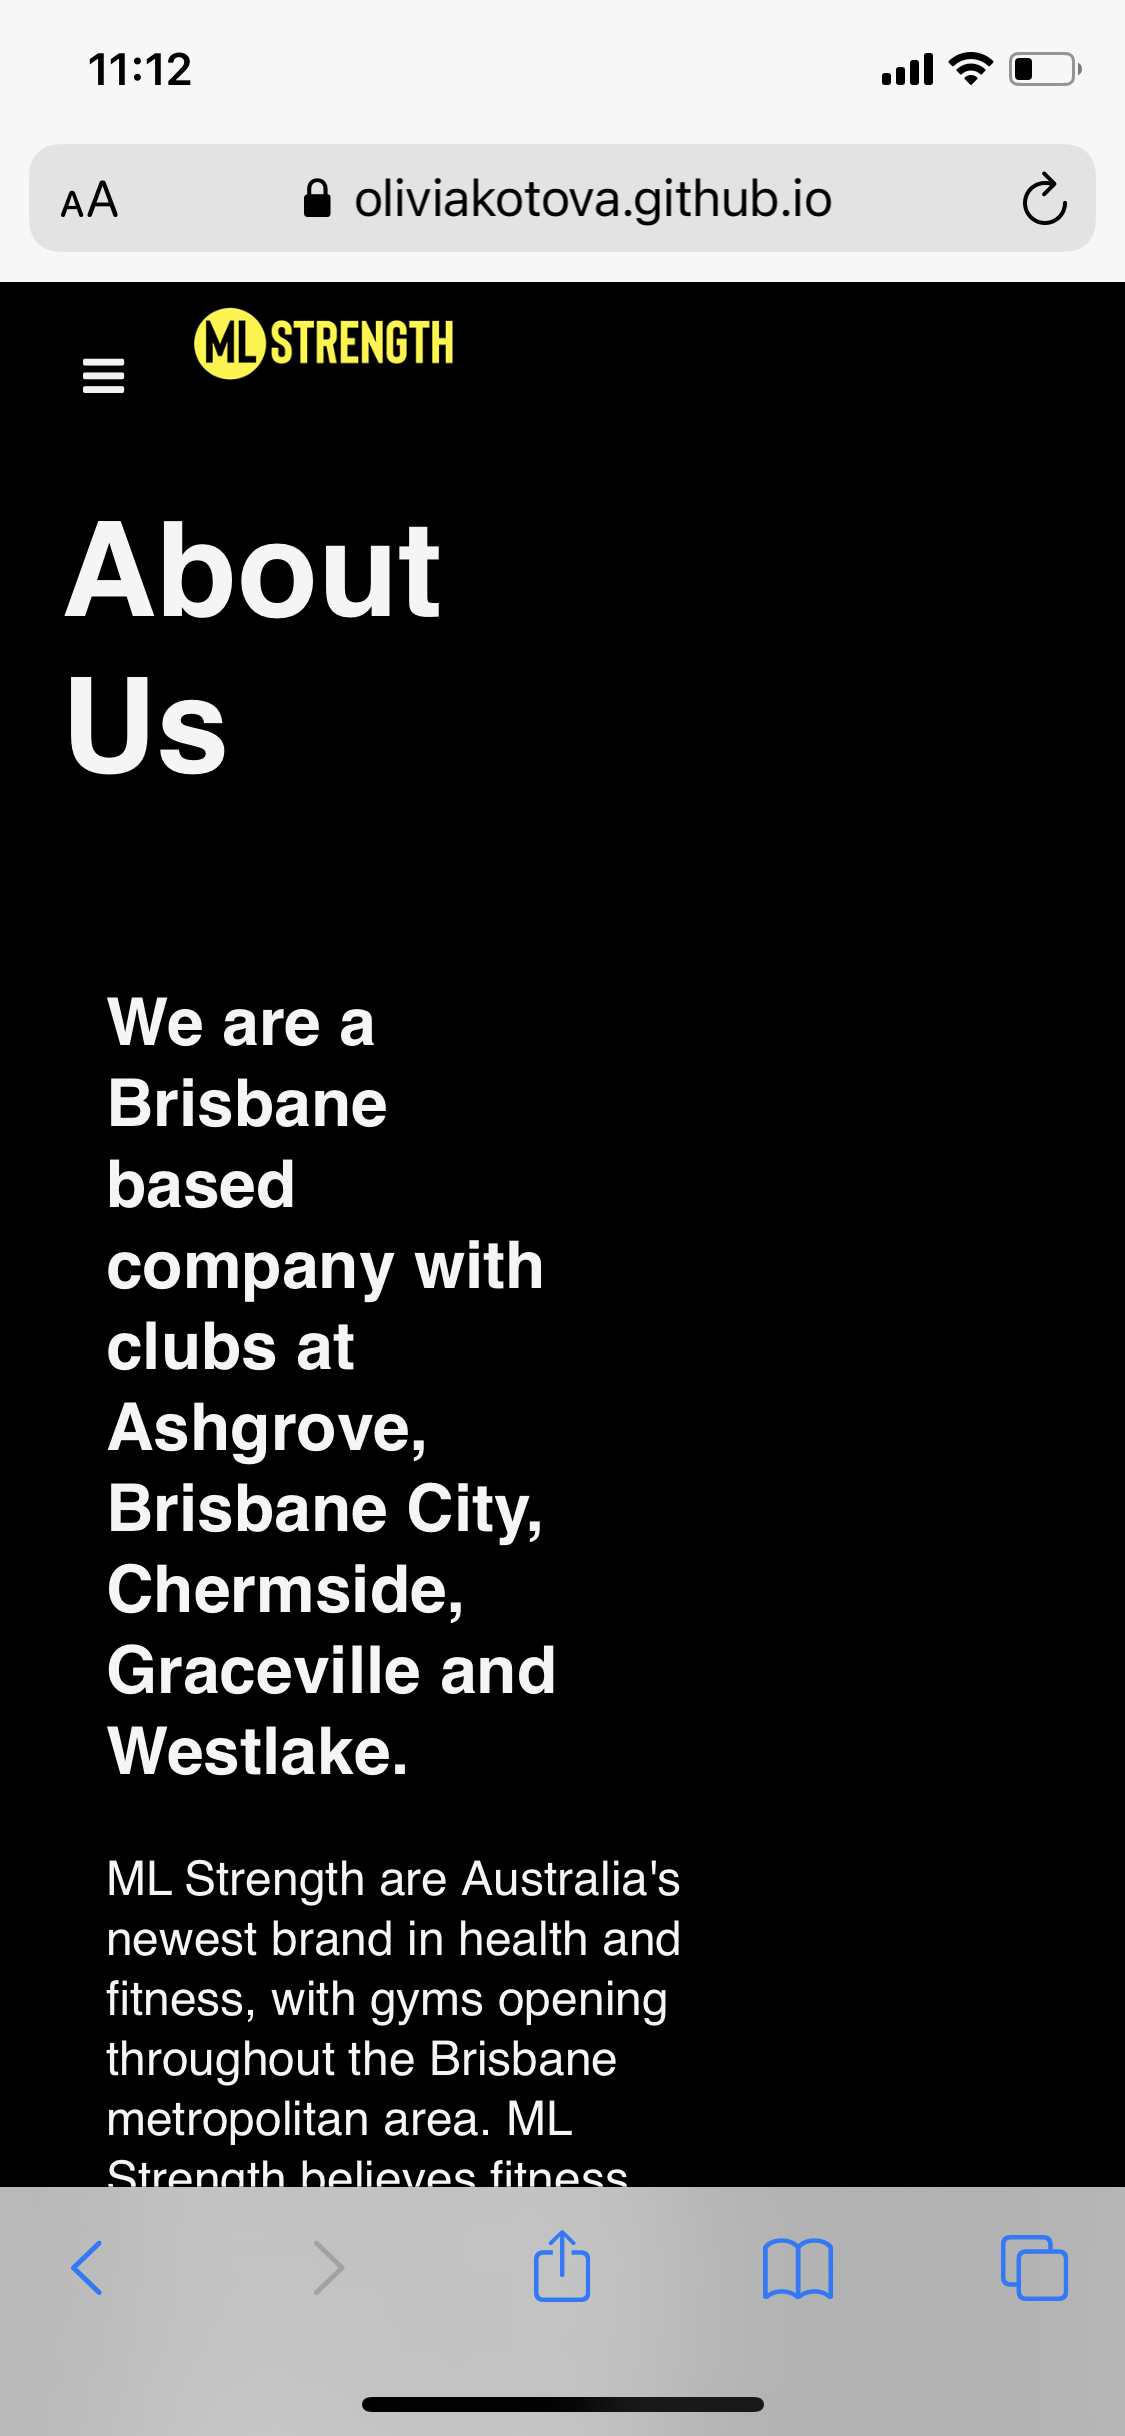 11:12
AA
oliviakotova.github.io
ML STRENGTH
About
Us
We are a
Brisbane
based
company with
clubs at
Ashgrove,
Brisbane City,
Chermside,
Graceville and
Westlake.
ML Strength are Australia's
newest brand in health and
fitness, with gyms opening
throughout the Brisbane
metropolitan area. ML
Strength believes fitness